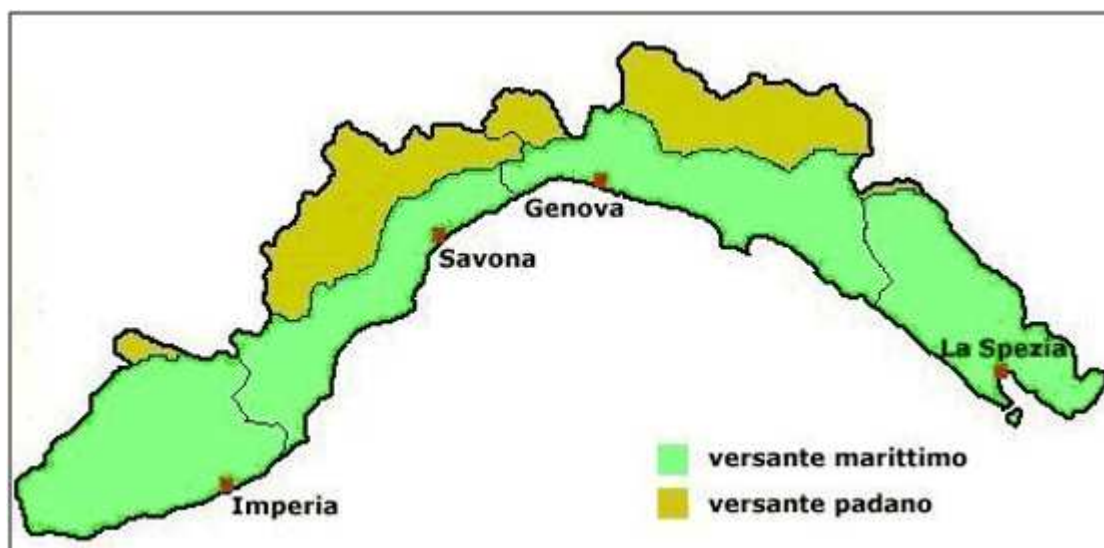 Genova
Savona
La Spezia
Imperia
versante marittimo
versante padano